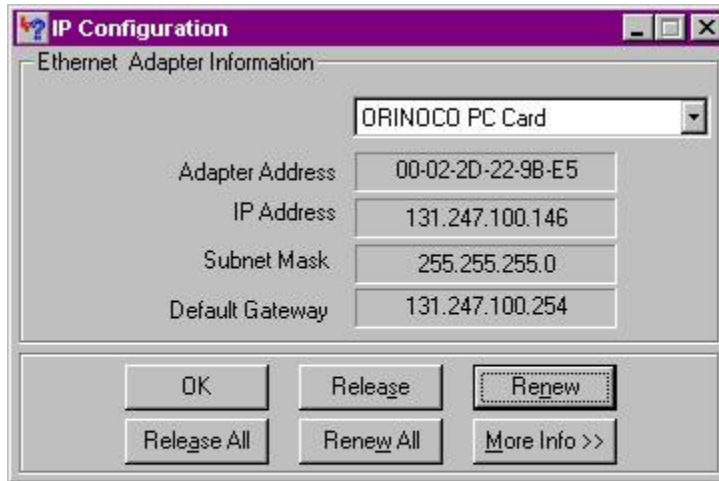 IP Configuration
Ethernet Adapter Information
ORINOCO PC Card
Adapter Address 00-02-2D-22-9B-E5
IP Address 131.247.100.146
Subnet Mask 255.255.255.0
Default Gateway 131.247.100.254
OK Release Renew
Release All Renew All More Info >>